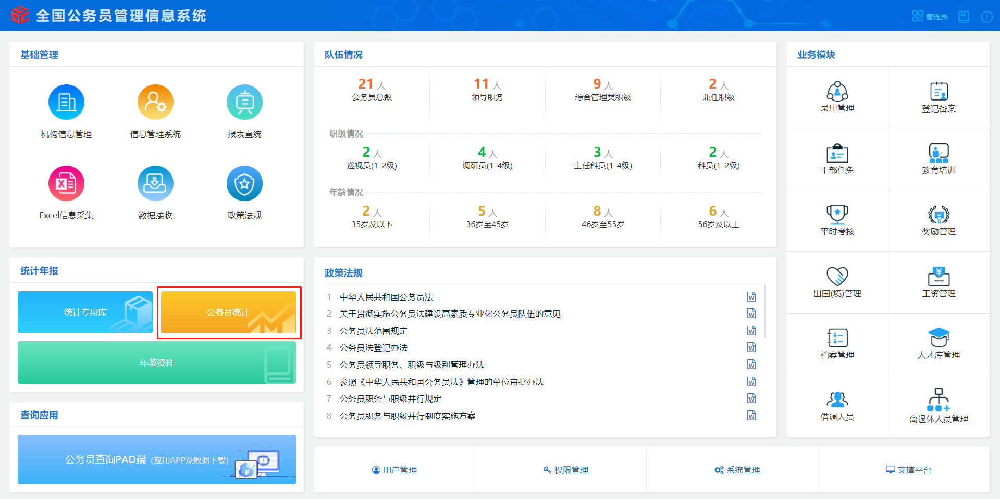 全国公务员管理信息系统
管理员
基础管理
机构信息管理
信息管理系统
报表直统
Excel信息采集
数据接收
政策法规
统计年报
统计专用库
公务员统计
年鉴资料
查询应用
公务员查询PAD端（应用APP及数据下载）
队伍情况
21 人
11 人
9 人
2 人
公务员总数
领导职务
综合管理类职级
兼任职级
职级情况
2 人
4 人
3 人
2 人
巡视员(1-2级)
调研员(1-4级)
主任科员(1-4级)
科员(1-2级)
年龄情况
2 人
5 人
8 人
6 人
35岁及以下
36岁至45岁
46岁至55岁
56岁及以上
政策法规
1 中华人民共和国公务员法
2 关于贯彻实施公务员法建设高素质专业化公务员队伍的意见
3 公务员法范围规定
4 公务员法登记办法
5 公务员领导职务、职级与级别管理办法
6 参照《中华人民共和国公务员法》管理的单位审批办法
7 公务员职务与职级并行规定
8 公务员职务与职级并行制度实施方案
业务模块
录用管理
登记备案
干部任免
教育培训
平时考核
奖励管理
出国(境)管理
工资管理
档案管理
人才库管理
借调人员
离退休人员管理
用户管理
权限管理
系统管理
支撑平台